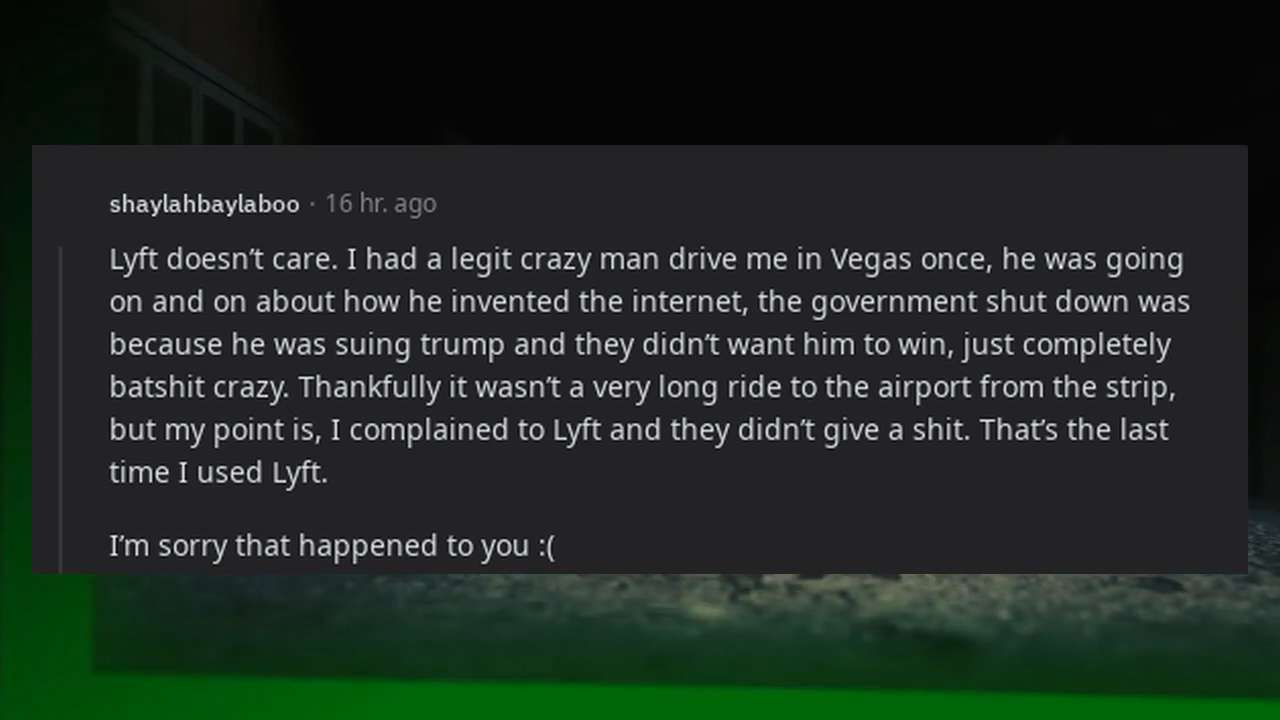 shaylahbaylaboo · 16 hr. ago
Lyft doesn’t care. I had a legit crazy man drive me in Vegas once, he was going
on and on about how he invented the internet, the government shut down was
because he was suing trump and they didn’t want him to win, just completely
batshit crazy. Thankfully it wasn’t a very long ride to the airport from the strip,
but my point is, I complained to Lyft and they didn’t give a shit. That’s the last
time I used Lyft.
I’m sorry that happened to you :(